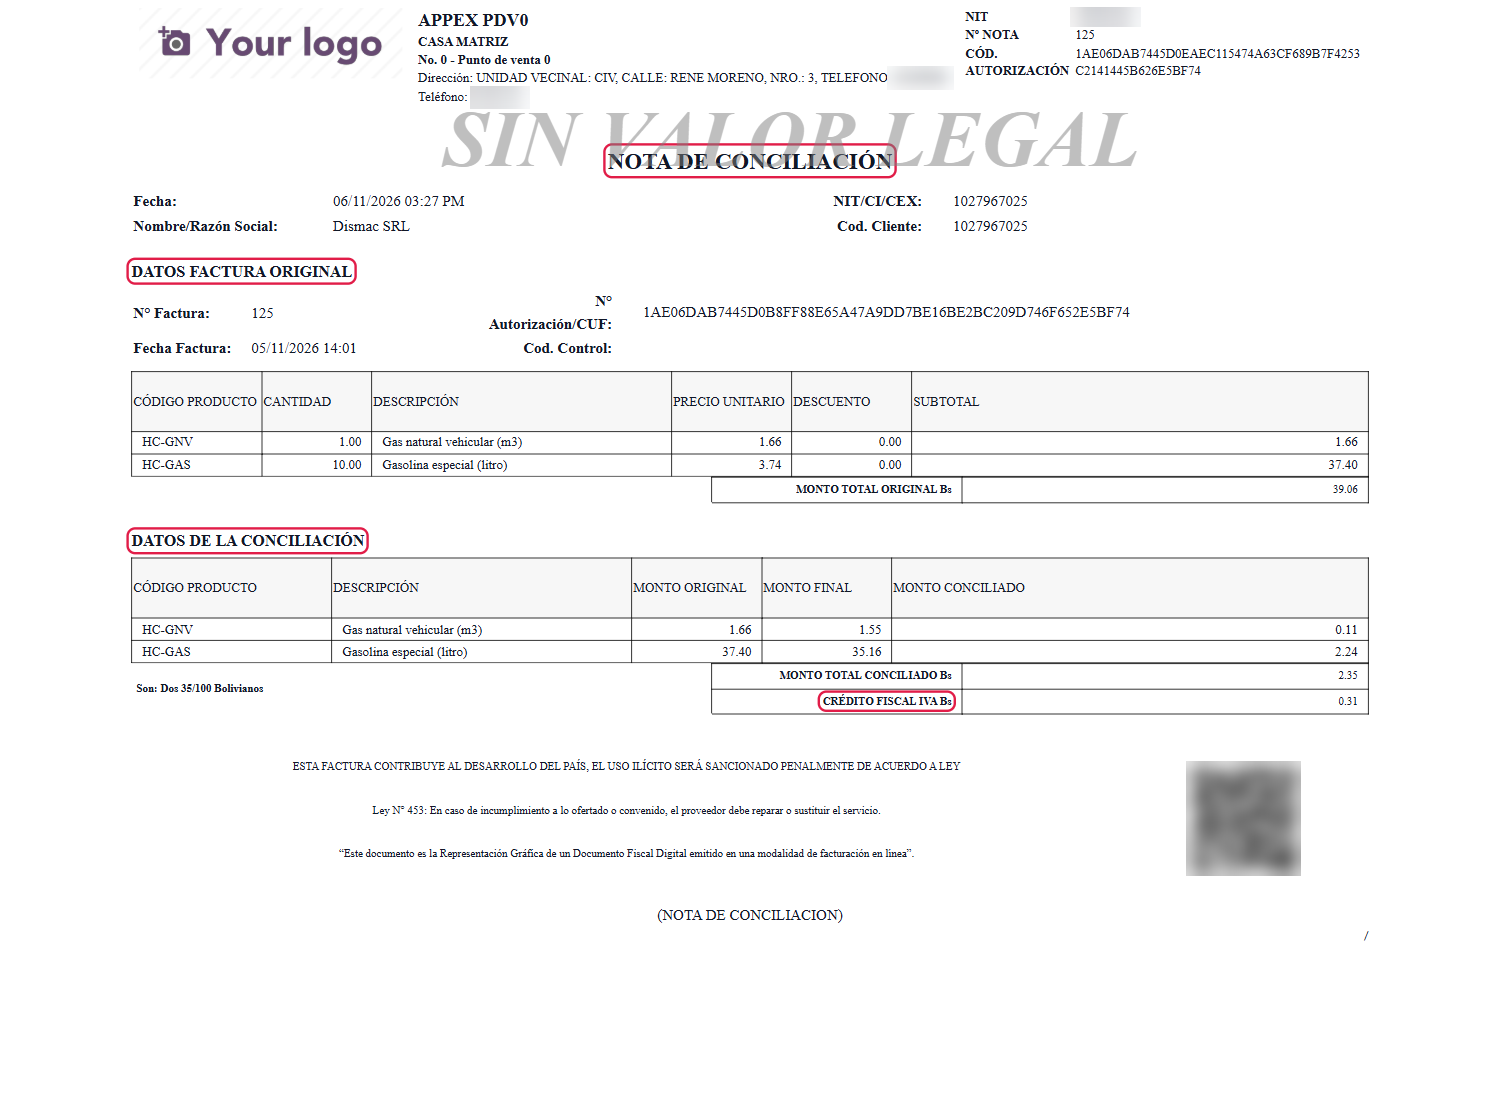 Your logo
APPEX PDV0
CASA MATRIZ
No. 0 - Punto de venta 0
Dirección: UNIDAD VECINAL: CIV, CALLE: RENE MORENO, NRO.: 3, TELEFONO
Teléfono:
NIT
Nº NOTA 125
CÓD. 1AE06DAB7445D0EAEC115474A63CF689B7F4253
AUTORIZACIÓN C2141445B626E5BF74
SIN VALOR LEGAL
NOTA DE CONCILIACIÓN
Fecha: 06/11/2026 03:27 PM NIT/CI/CEX: 1027967025
Nombre/Razón Social: Dismac SRL Cod. Cliente: 1027967025
DATOS FACTURA ORIGINAL
N° Factura: 125 N° Autorización/CUF: 1AE06DAB7445D0B8FF88E65A47A9DD7BE16BE2BC209D746F652E5BF74
Fecha Factura: 05/11/2026 14:01 Cod. Control:
CÓDIGO PRODUCTO CANTIDAD DESCRIPCIÓN PRECIO UNITARIO DESCUENTO SUBTOTAL
HC-GNV 1.00 Gas natural vehicular (m3) 1.66 0.00 1.66
HC-GAS 10.00 Gasolina especial (litro) 3.74 0.00 37.40
MONTO TOTAL ORIGINAL Bs 39.06
DATOS DE LA CONCILIACIÓN
CÓDIGO PRODUCTO DESCRIPCIÓN MONTO ORIGINAL MONTO FINAL MONTO CONCILIADO
HC-GNV Gas natural vehicular (m3) 1.66 1.55 0.11
HC-GAS Gasolina especial (litro) 37.40 35.16 2.24
MONTO TOTAL CONCILIADO Bs 2.35
Son: Dos 35/100 Bolivianos
CRÉDITO FISCAL IVA Bs 0.31
ESTA FACTURA CONTRIBUYE AL DESARROLLO DEL PAÍS, EL USO ILÍCITO SERÁ SANCIONADO PENALMENTE DE ACUERDO A LEY
Ley N° 453: En caso de incumplimiento a lo ofertado o convenido, el proveedor debe reparar o sustituir el servicio.
“Este documento es la Representación Gráfica de un Documento Fiscal Digital emitido en una modalidad de facturación en línea”.
(NOTA DE CONCILIACION)
/